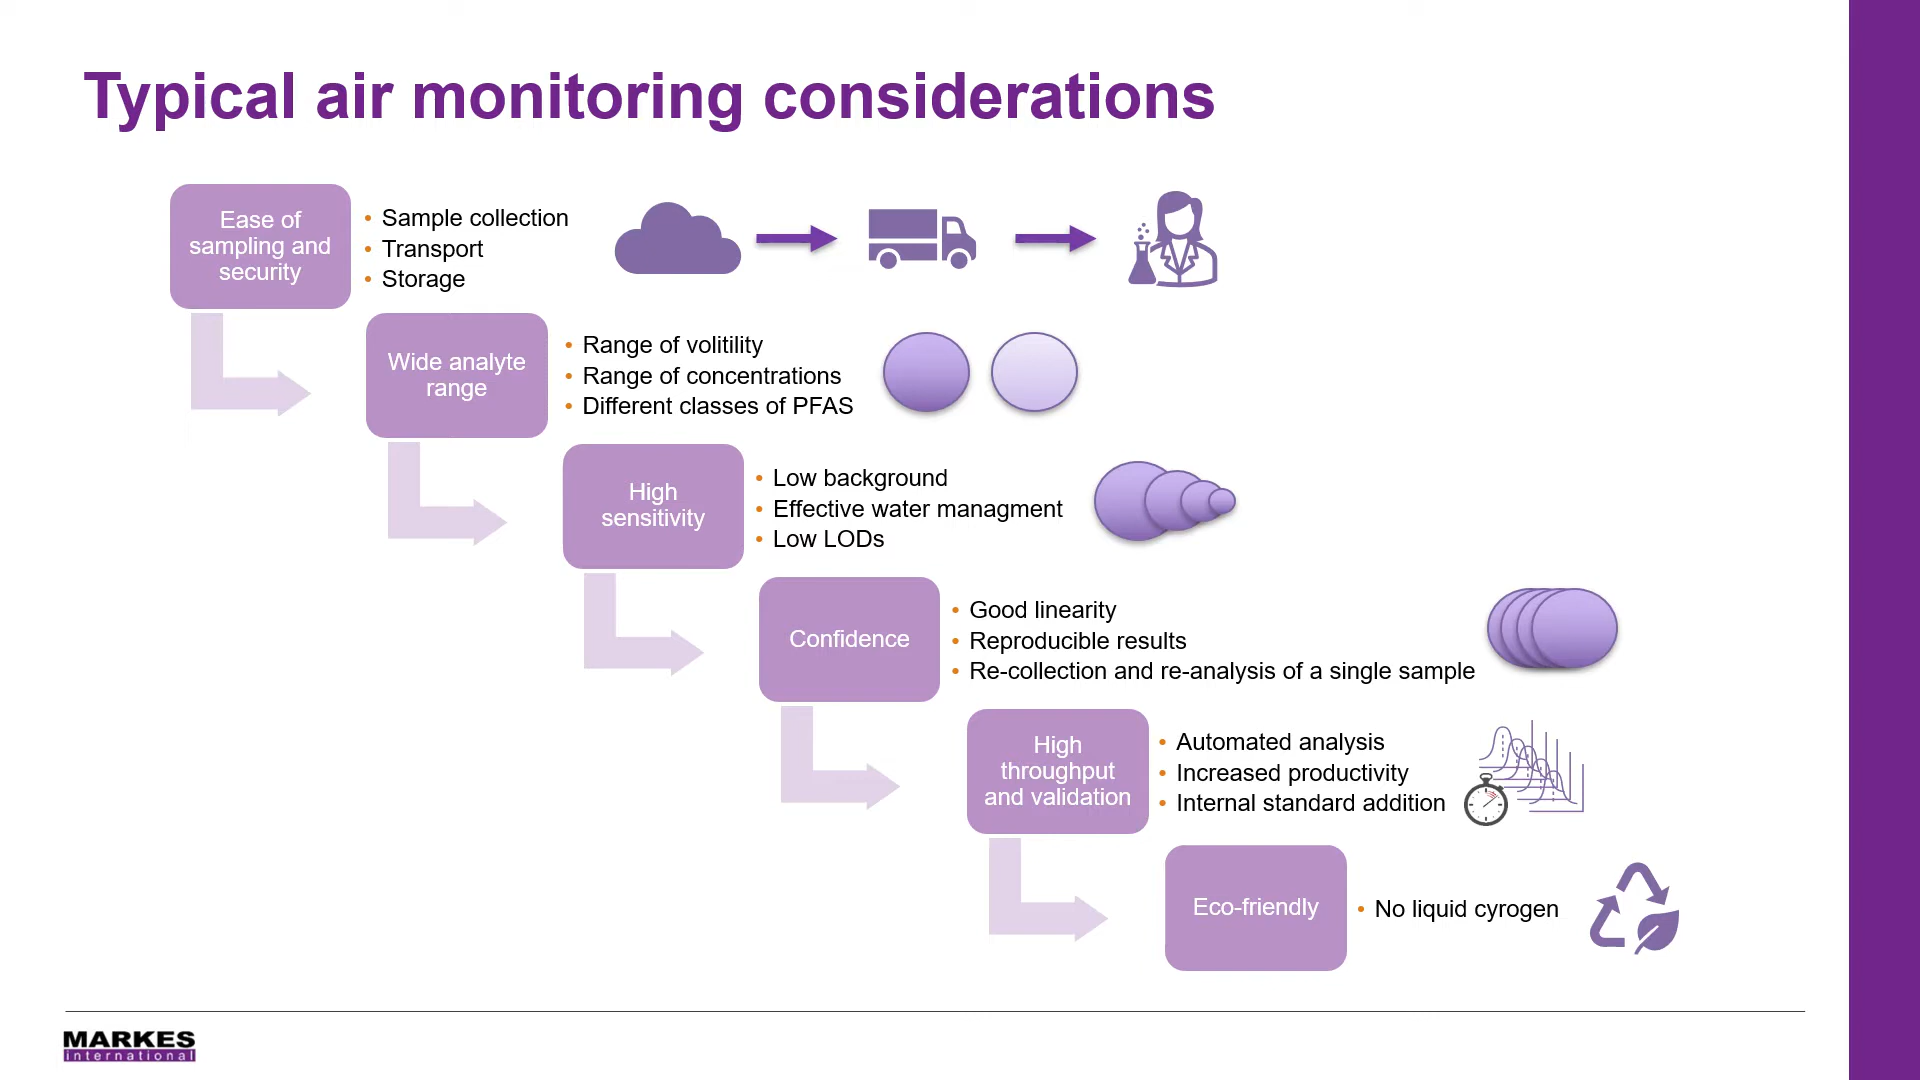 Typical air monitoring considerations
Ease of
sampling and
security
• Sample collection
• Transport
• Storage
Wide analyte
range
• Range of volitility
• Range of concentrations
• Different classes of PFAS
High
sensitivity
• Low background
• Effective water managment
• Low LODs
Confidence
• Good linearity
• Reproducible results
• Re-collection and re-analysis of a single sample
High
throughput
and validation
• Automated analysis
• Increased productivity
• Internal standard addition
Eco-friendly
• No liquid cyrogen
MARKES
international